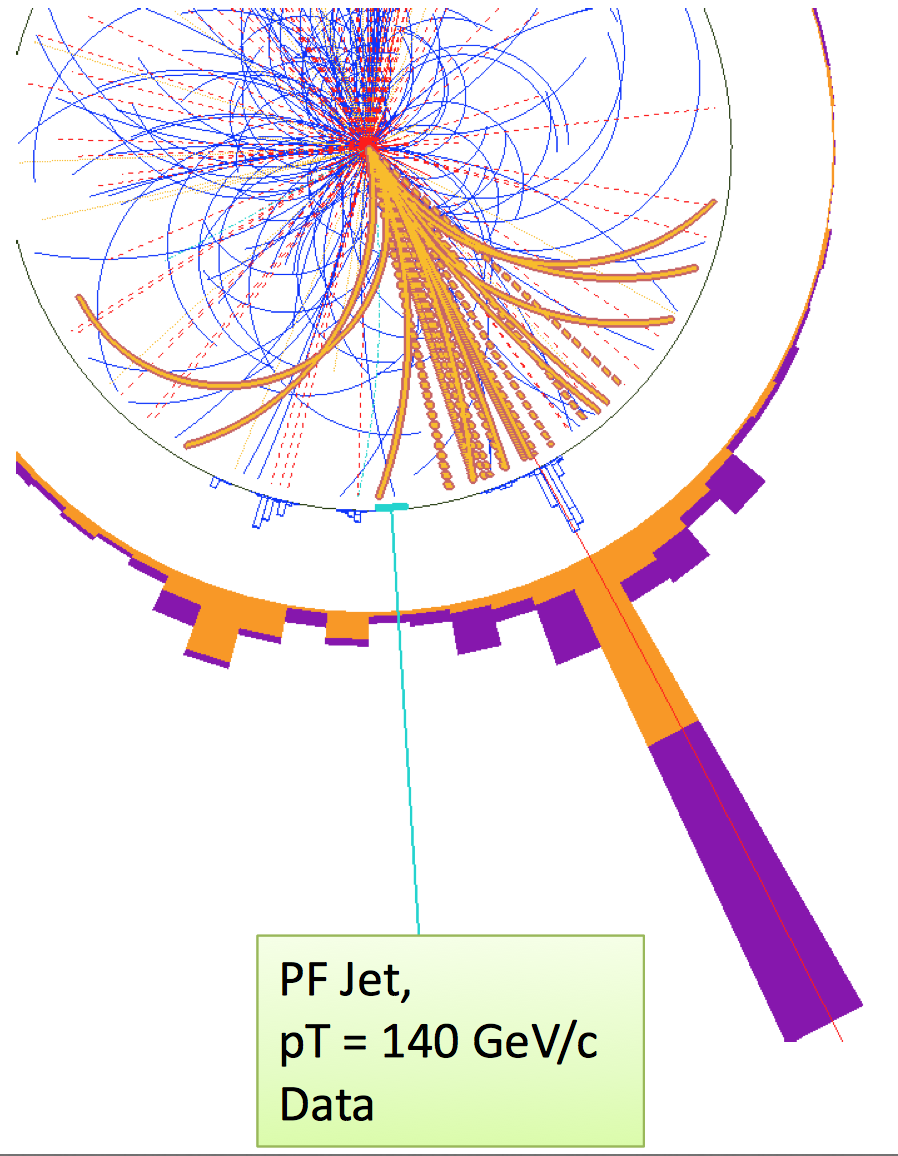 PF Jet,
pT = 140 GeV/c
Data